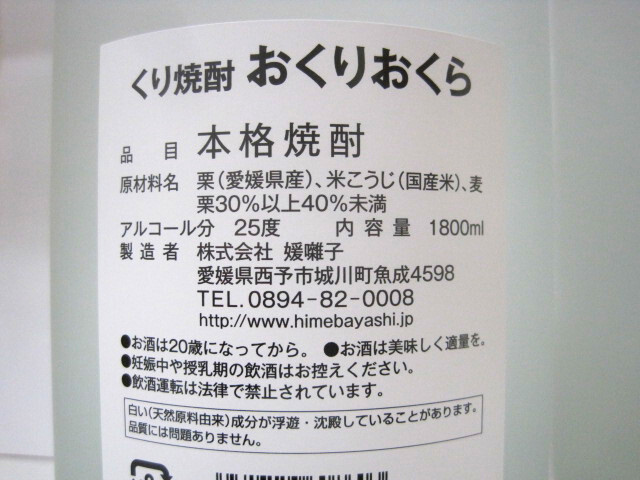 くり焼酎 おくりおくら
品目 本格焼酎
原材料名 栗(愛媛県産)、米こうじ(国産米)、麦
栗30%以上40%未満
アルコール分 25度 内容量 1800ml
製造者 株式会社 媛囃子
愛媛県西予市城川町魚成4598
TEL.0894-82-0008
http://www.himebayashi.jp
●お酒は20歳になってから。 ●お酒は美味しく適量を。
●妊娠中や授乳期の飲酒はお控えください。
●飲酒運転は法律で禁止されています。
白い(天然原料由来)成分が浮遊・沈殿していることがあります。
品質には問題ありません。